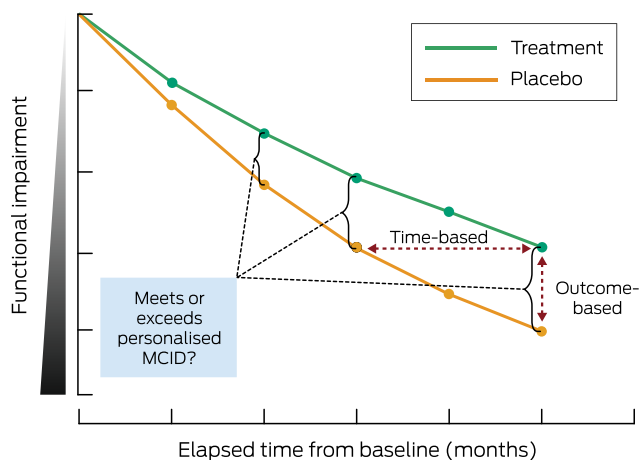 Treatment
Placebo
Functional impairment
Time-based
Outcome-
based
Meets or
exceeds
personalised
MCID?
Elapsed time from baseline (months)